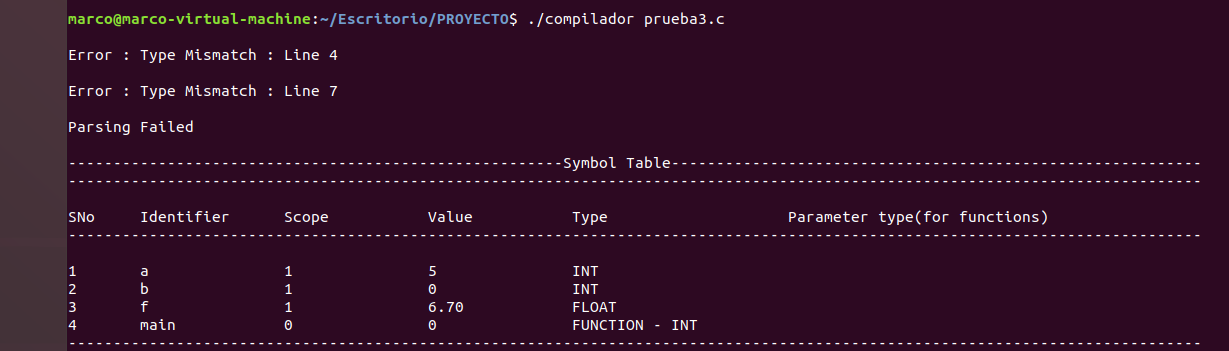 marco@marco-virtual-machine:~/Escritorio/PROYECTO$ ./compilador prueba3.c
Error : Type Mismatch : Line 4
Error : Type Mismatch : Line 7
Parsing Failed
-------------------------------------------------------Symbol Table-----------------------------------------------------------
------------------------------------------------------------------------------------------------------------------------------
SNo Identifier Scope Value Type Parameter type(for functions)
------------------------------------------------------------------------------------------------------------------------------
1 a 1 5 INT
2 b 1 0 INT
3 f 1 6.70 FLOAT
4 main 0 0 FUNCTION - INT
------------------------------------------------------------------------------------------------------------------------------